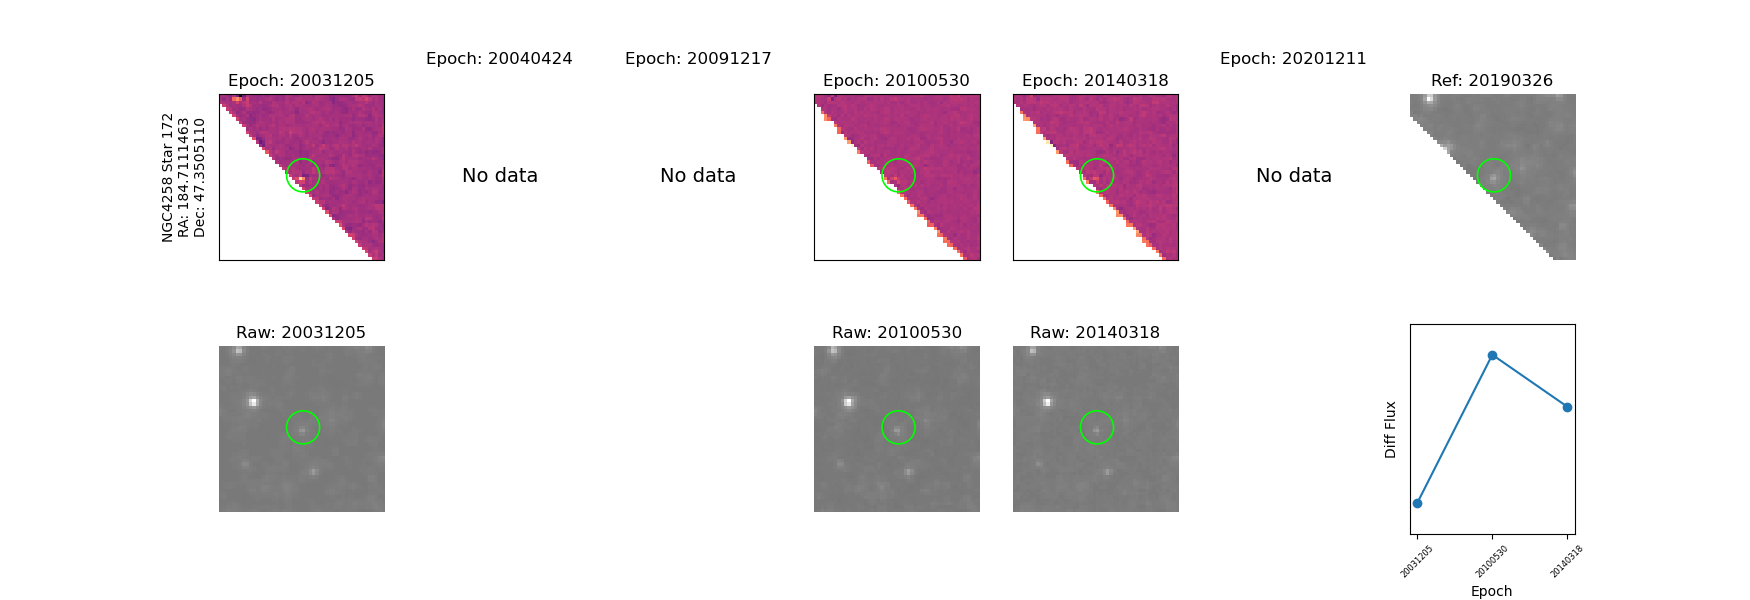 NGC4258 Star 172
RA: 184.7111463
Dec: 47.3505110
Epoch: 20031205
Epoch: 20040424
No data
Epoch: 20091217
No data
Epoch: 20100530
Epoch: 20140318
Epoch: 20201211
No data
Ref: 20190326
Raw: 20031205
Raw: 20100530
Raw: 20140318
Diff Flux
20031205
20100530
20140318
Epoch